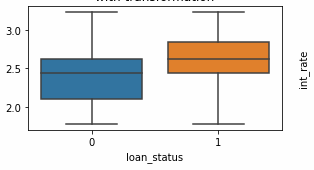 with transformation
3.0
2.5
2.0
0 1
loan_status
int_rate